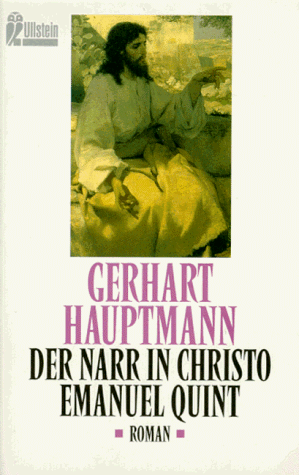 Ullstein
GERHART
HAUPTMANN
DER NARR IN CHRISTO
EMANUEL QUINT
ROMAN